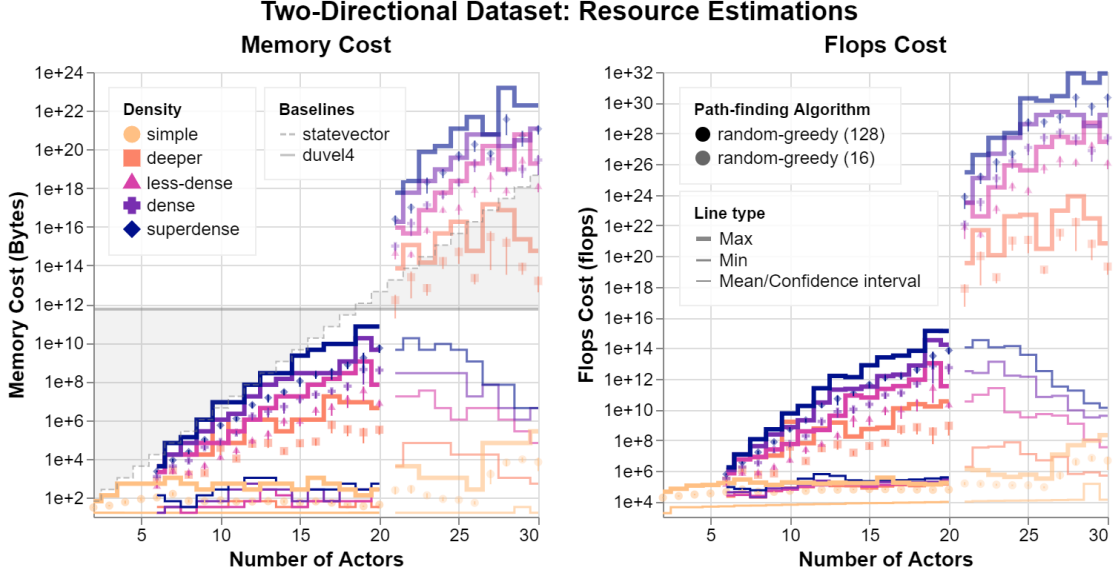 Two-Directional Dataset: Resource Estimations
Memory Cost
Flops Cost
Memory Cost (Bytes)
1e+24
1e+22
1e+20
1e+18
1e+16
1e+14
1e+12
1e+10
1e+8
1e+6
1e+4
1e+2
Density
simple
deeper
less-dense
dense
superdense
Baselines
statevector
duvel4
5
10
15
20
25
30
Number of Actors
Flops Cost (flops)
1e+32
1e+30
1e+28
1e+26
1e+24
1e+22
1e+20
1e+18
1e+16
1e+14
1e+12
1e+10
1e+8
1e+6
1e+4
Path-finding Algorithm
random-greedy (128)
random-greedy (16)
Line type
Max
Min
Mean/Confidence interval
5
10
15
20
25
30
Number of Actors